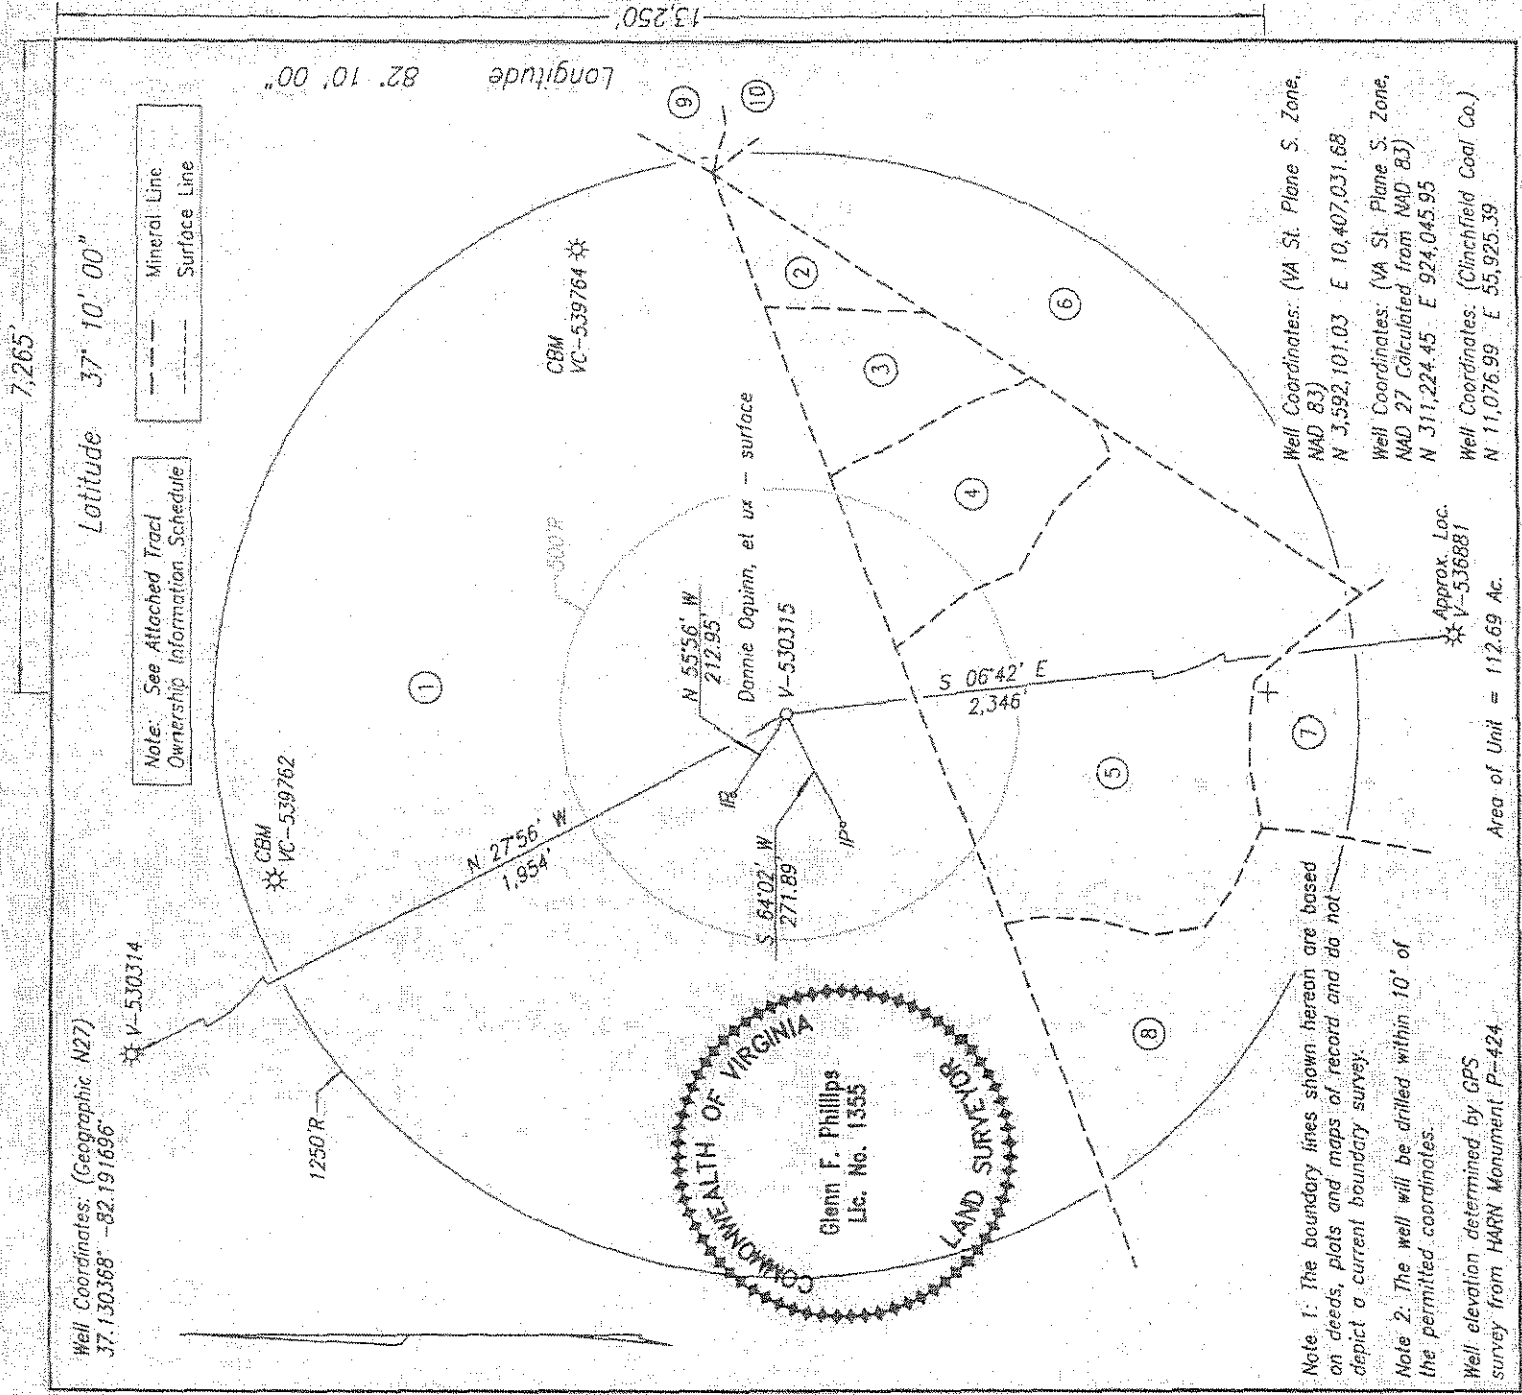 7,265'
13,250'
Latitude 37° 10' 00"
Longitude 82° 10' 00"
Well Coordinates: (Geographic N27)
37.130368° -82.191696°
Note: See Attached Tract
Ownership Information Schedule
Mineral Line
Surface Line
V-530314
CBM
VC-539762
CBM
VC-539764
1250'R
500'R
1
2
3
4
5
6
7
8
9
10
N 27°56' W
1,954'
N 55°56' W
212.95'
Dannie Oquinn, et ux - surface
V-530315
IP
IP
S 64°02' W
271.89'
S 06°42' E
2,346'
COMMONWEALTH OF VIRGINIA
Glenn F. Phillips
Lic. No. 1355
LAND SURVEYOR
Approx. Loc.
V-536881
Note 1: The boundary lines shown hereon are based
on deeds, plats and maps of record and do not
depict a current boundary survey.
Note 2: The well will be drilled within 10' of
the permitted coordinates.
Well elevation determined by GPS
survey from HARN Monument P-424
Area of Unit = 112.69 Ac.
Well Coordinates: (VA St. Plane S. Zone,
NAD 83)
N 3,592,101.03 E 10,407,031.68
Well Coordinates: (VA St. Plane S. Zone,
NAD 27 Calculated from NAD 83)
N 311,224.45 E 924,045.95
Well Coordinates: (Clinchfield Coal Co.)
N 11,076.99 E 55,925.39